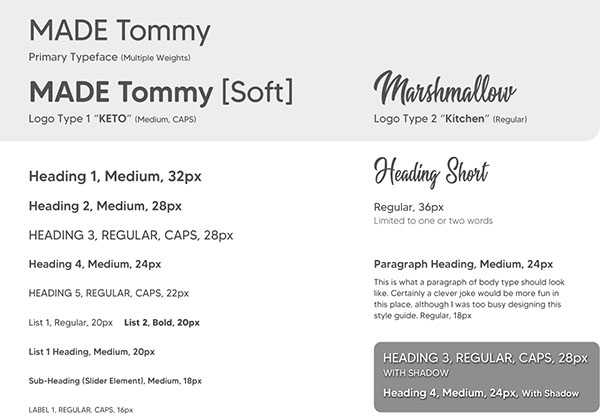 MADE Tommy
Primary Typeface (Multiple Weights)
MADE Tommy [Soft]
Logo Type 1 “KETO” (Medium, CAPS)
Marshmallow
Logo Type 2 “Kitchen” (Regular)
Heading 1, Medium, 32px
Heading 2, Medium, 28px
HEADING 3, REGULAR, CAPS, 28px
Heading 4, Medium, 24px
HEADING 5, REGULAR, CAPS, 22px
List 1, Regular, 20px List 2, Bold, 20px
List 1 Heading, Medium, 20px
Sub-Heading (Slider Element), Medium, 18px
LABEL 1, REGULAR, CAPS, 16px
Heading Short
Regular, 36px
Limited to one or two words
Paragraph Heading, Medium, 24px
This is what a paragraph of body type should look
like. Certainly a clever joke would be more fun in
this place, although I was too busy designing this
style guide. Regular, 18px
HEADING 3, REGULAR, CAPS, 28px
WITH SHADOW
Heading 4, Medium, 24px, With Shadow